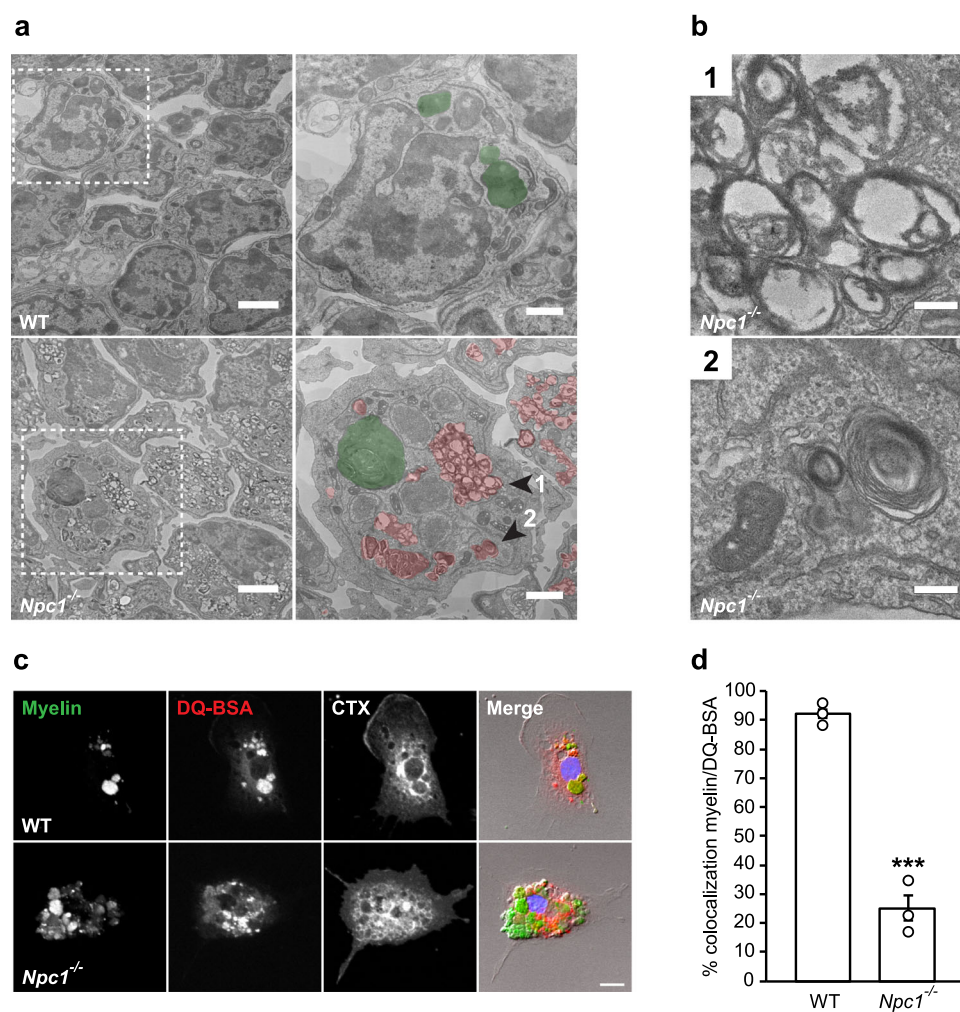 a
WT
Npc1-/-
1
2
b
1
Npc1-/-
2
Npc1-/-
c
Myelin
DQ-BSA
CTX
Merge
WT
Npc1-/-
d
% colocalization myelin/DQ-BSA
100
90
80
70
60
50
40
30
20
10
0
***
WT
Npc1-/-